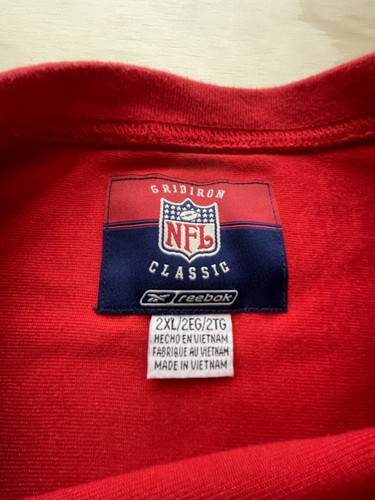 GRIDIRON
NFL
CLASSIC
Reebok
2XL/2EG/2TG
HECHO EN VIETNAM
FABRIQUE AU VIETNAM
MADE IN VIETNAM